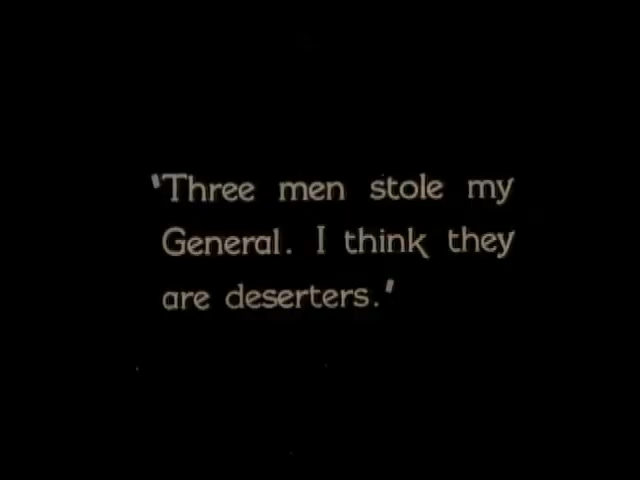 'Three men stole my
General. I think they
are deserters.'